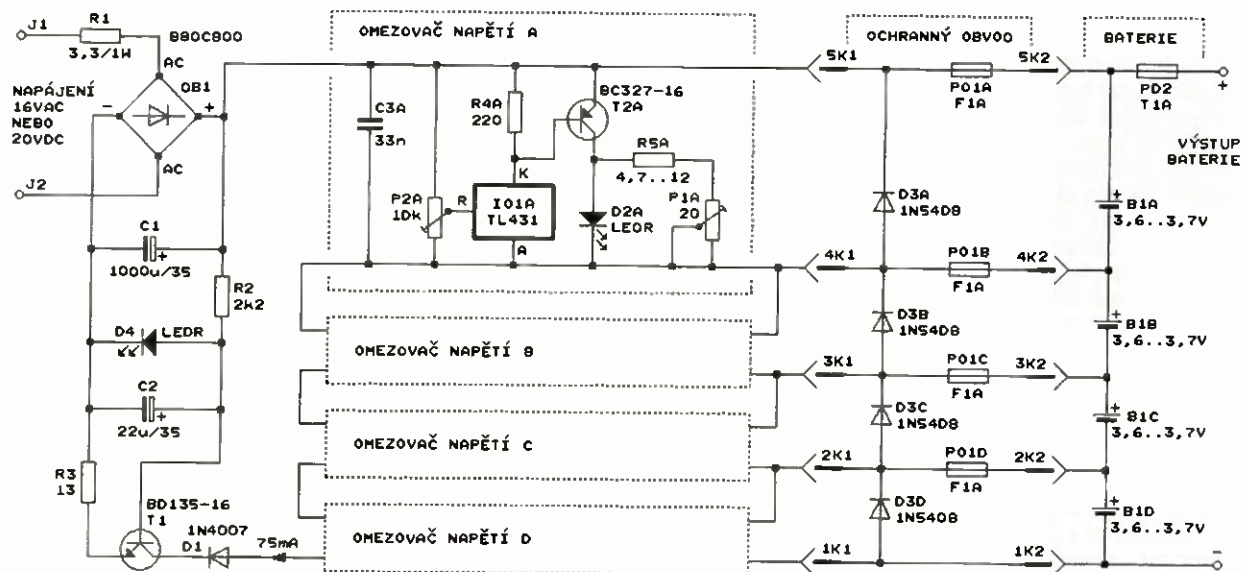 J1
R1
3,3/1W
B80C800
AC
OB1
NAPÁJENÍ
16VAC
NEBO
20VDC
-
+
AC
J2
C1
+
1000u/35
R2
2k2
D4
LEDR
C2
+
22u/35
R3
13
BD135-16
T1
1N4007
D1
75mA
OMEZOVAČ NAPĚTÍ A
C3A
33n
R4A
220
BC327-16
T2A
R5A
4,7..12
K
P2A
10k
R
IO1A
TL431
A
D2A
LEDR
P1A
20
OMEZOVAČ NAPĚTÍ B
OMEZOVAČ NAPĚTÍ C
OMEZOVAČ NAPĚTÍ D
OCHRANNÝ OBVOD
5K1
5K2
PO1A
F1A
D3A
1N5408
4K1
PO1B
4K2
F1A
D3B
1N5408
3K1
PO1C
3K2
F1A
D3C
1N5408
2K1
PO1D
2K2
F1A
D3D
1N5408
1K1
1K2
BATERIE
PO2
T1A
+
VÝSTUP
BATERIE
+
B1A
3,6..3,7V
+
B1B
3,6..3,7V
+
B1C
3,6..3,7V
+
B1D
3,6..3,7V
-